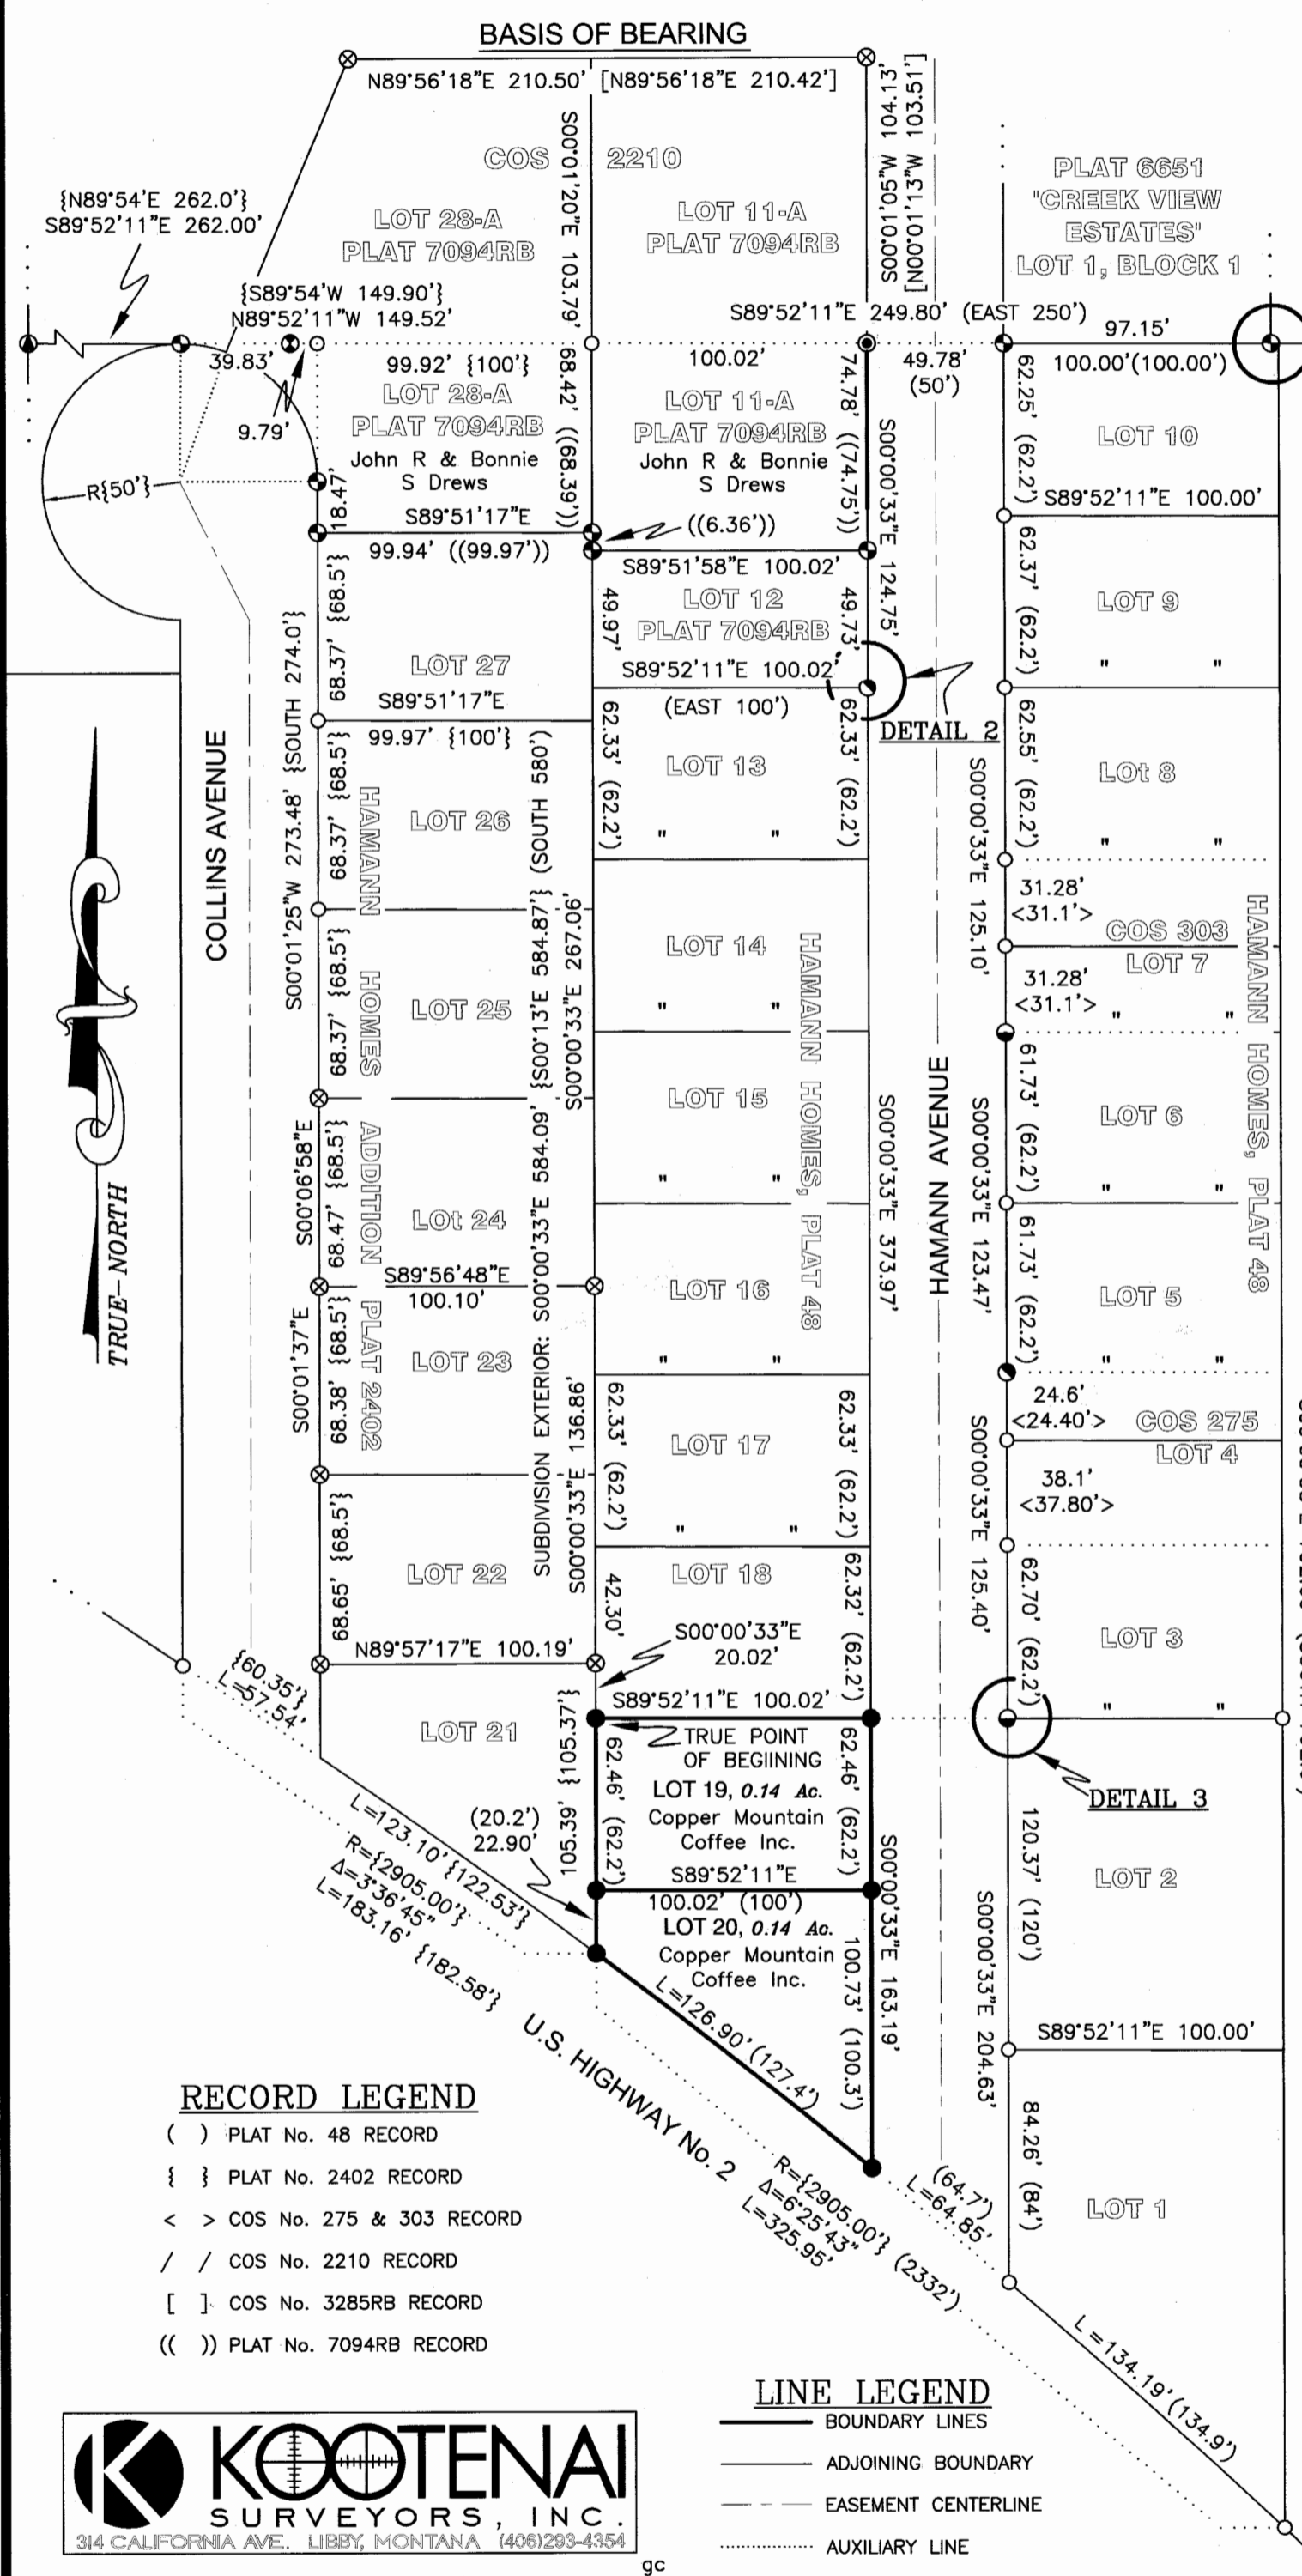 BASIS OF BEARING
N89°56'18"E 210.50' [N89°56'18"E 210.42']
S00°01'05"W 104.13'
[N00°01'13"W 103.51']
S00°01'20"E 103.79'
COS 2210
LOT 28-A
PLAT 7094RB
LOT 11-A
PLAT 7094RB
PLAT 6651
"CREEK VIEW
ESTATES"
LOT 1, BLOCK 1
{N89°54'E 262.0'}
S89°52'11"E 262.00'
{S89°54'W 149.90'}
N89°52'11"W 149.52'
S89°52'11"E 249.80' (EAST 250')
97.15'
39.83'
99.92' {100'}
100.02'
49.78'
(50')
100.00'(100.00')
9.79'
LOT 28-A
PLAT 7094RB
John R & Bonnie
S Drews
68.42' ((68.39'))
LOT 11-A
PLAT 7094RB
John R & Bonnie
S Drews
74.78' ((74.75'))
S00°00'33"E 124.75'
62.25' (62.2')
LOT 10
S89°52'11"E 100.00'
R{50'}
18.47'
S89°51'17"E
99.94' ((99.97'))
((6.36'))
S89°51'58"E 100.02'
LOT 12
PLAT 7094RB
49.97'
49.73'
S89°52'11"E 100.02'
(EAST 100')
DETAIL 2
62.37' (62.2')
LOT 9
" "
68.37' {68.5'}
LOT 27
S89°51'17"E
99.97' {100'}
S00°01'25"W 273.48' {SOUTH 274.0'}
COLLINS AVENUE
62.33' (62.2')
LOT 13
" "
62.33' (62.2')
62.55' (62.2')
LOt 8
" "
S00°00'33"E 125.10'
68.37' {68.5'}
LOT 26
HAMANN HOMES ADDITION PLAT 2402
31.28'
<31.1'>
COS 303
LOT 7
31.28'
<31.1'>
" "
LOT 14
" "
68.37' {68.5'}
LOT 25
SUBDIVISION EXTERIOR: S00°00'33"E 584.09' {S00°13'E 584.87'} (SOUTH 580')
S00°00'33"E 267.06'
LOT 15
" "
HAMANN HOMES, PLAT 48
S00°00'33"E 373.97'
HAMANN AVENUE
S00°00'33"E 123.47'
61.73' (62.2')
LOT 6
" "
HAMANN HOMES, PLAT 48
TRUE-NORTH
S00°06'58"E
68.47' {68.5'}
LOt 24
S89°56'48"E
100.10'
LOT 16
" "
61.73' (62.2')
LOT 5
" "
S00°01'37"E
68.38' {68.5'}
LOT 23
S00°00'33"E 136.98'
62.33' (62.2')
LOT 17
" "
62.33' (62.2')
24.6'
<24.40'>
COS 275
LOT 4
38.1'
<37.80'>
S00°00'33"E 125.40'
68.65' {68.5'}
LOT 22
42.30'
LOT 18
62.32' (62.2')
62.70' (62.2')
LOT 3
" "
N89°57'17"E 100.19'
S00°00'33"E
20.02'
S89°52'11"E 100.02'
{60.35'}
L=57.54'
LOT 21
105.39' {105.37'}
TRUE POINT
OF BEGIINING
LOT 19, 0.14 Ac.
Copper Mountain
Coffee Inc.
62.46' (62.2')
62.46' (62.2')
DETAIL 3
(20.2')
22.90'
S89°52'11"E
100.02' (100')
L=123.10' {122.53'}
R={2905.00'}
Δ=3°36'45"
L=183.16' {182.58'}
LOT 20, 0.14 Ac.
Copper Mountain
Coffee Inc.
100.73' (100.3')
S00°00'33"E 163.19'
L=126.90' (127.4')
120.37' (120')
LOT 2
S00°00'33"E 204.63'
S89°52'11"E 100.00'
U.S. HIGHWAY No. 2
R={2905.00'} (2332')
Δ=6°25'43"
L=325.95'
(64.7')
L=64.85'
84.26' (84')
LOT 1
L=134.19' (134.9')
RECORD LEGEND
( ) PLAT No. 48 RECORD
{ } PLAT No. 2402 RECORD
< > COS No. 275 & 303 RECORD
/ / COS No. 2210 RECORD
[ ] COS No. 3285RB RECORD
(( )) PLAT No. 7094RB RECORD
LINE LEGEND
BOUNDARY LINES
ADJOINING BOUNDARY
EASEMENT CENTERLINE
AUXILIARY LINE
K KOOTENAI
SURVEYORS, INC.
314 CALIFORNIA AVE. LIBBY, MONTANA (406)293-4354
gc